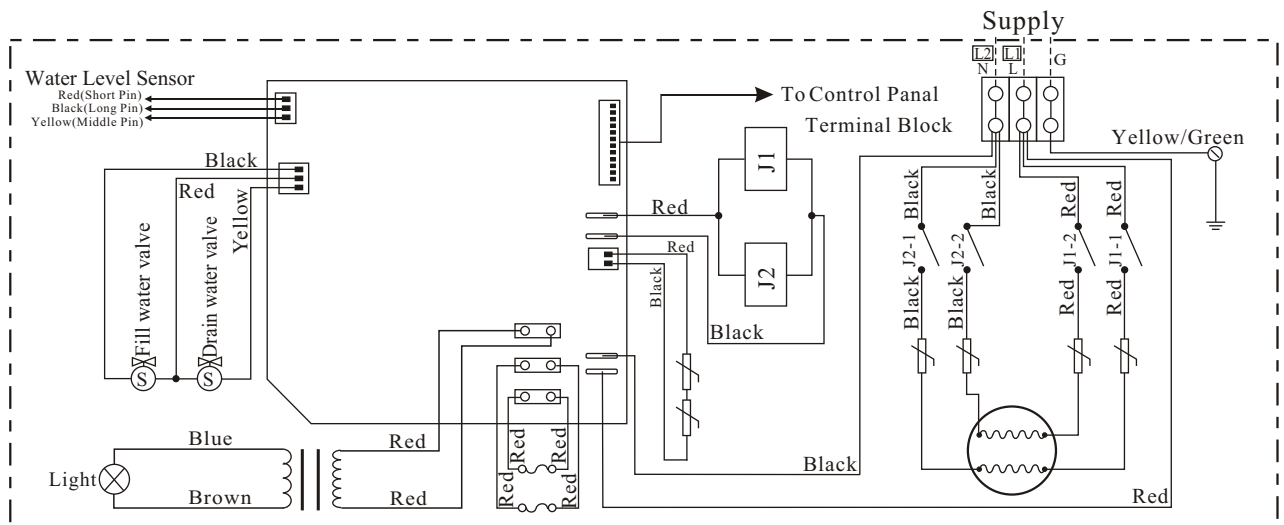 Supply
L2
L1
N
L
G
Water Level Sensor
Red(Short Pin)
Black(Long Pin)
Yellow(Middle Pin)
To Control Panal
Terminal Block
Yellow/Green
Black
Red
Yellow
Fill water valve
Drain water valve
S
S
Red
J1
J2
Red
Black
Black
Black
Black
Red
Red
J2-1
J2-2
J1-2
J1-1
Black
Black
Red
Red
Light
Blue
Brown
Red
Red
Red
Red
Red
Red
Black
Red